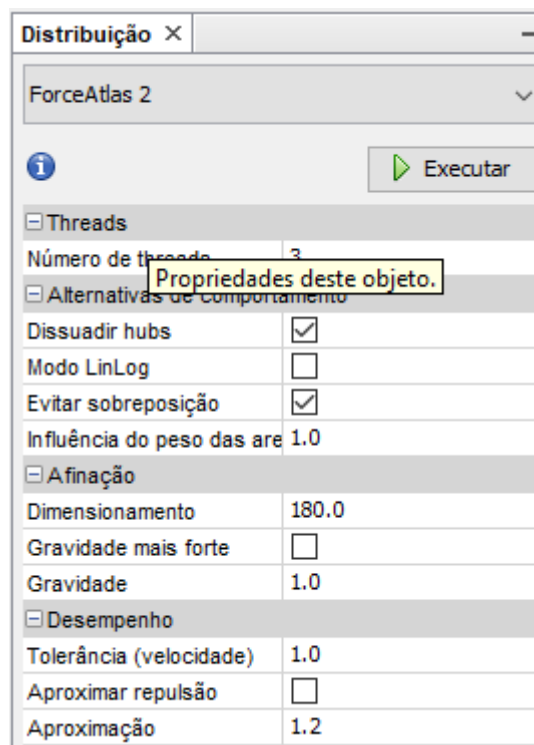 Distribuição ×
ForceAtlas 2
Executar
Threads
Número de threads 3
Propriedades deste objeto.
Alternativas de comportamento
Dissuadir hubs
Modo LinLog
Evitar sobreposição
Influência do peso das are 1.0
Afinação
Dimensionamento 180.0
Gravidade mais forte
Gravidade 1.0
Desempenho
Tolerância (velocidade) 1.0
Aproximar repulsão
Aproximação 1.2